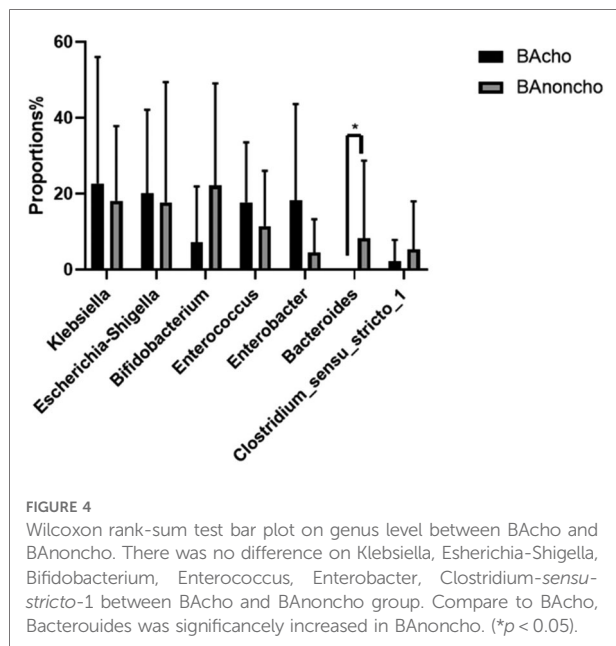 60
40
20
0
Proportions%
BAcho
BAnoncho
*
Klebsiella
Escherichia-Shigella
Bifidobacterium
Enterococcus
Enterobacter
Bacteroides
Clostridium_sensu_stricto_1
FIGURE 4
Wilcoxon rank-sum test bar plot on genus level between BAcho and
BAnoncho. There was no difference on Klebsiella, Esherichia-Shigella,
Bifidobacterium, Enterococcus, Enterobacter, Clostridium-sensu-
stricto-1 between BAcho and BAnoncho group. Compare to BAcho,
Bacterouides was significancely increased in BAnoncho. (*p < 0.05).